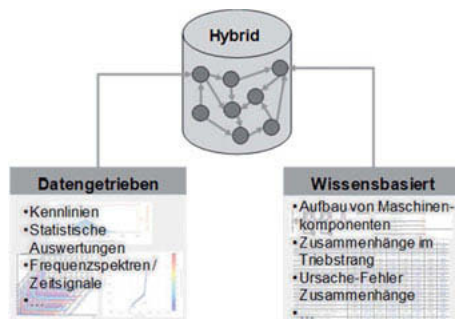 Hybrid
Datengetrieben
•Kennlinien
•Statistische
Auswertungen
•Frequenzspektren/
Zeitsignale
•...
Wissensbasiert
•Aufbau von Maschinen-
komponenten
•Zusammenhänge im
Triebstrang
•Ursache-Fehler
Zusammenhänge
•...